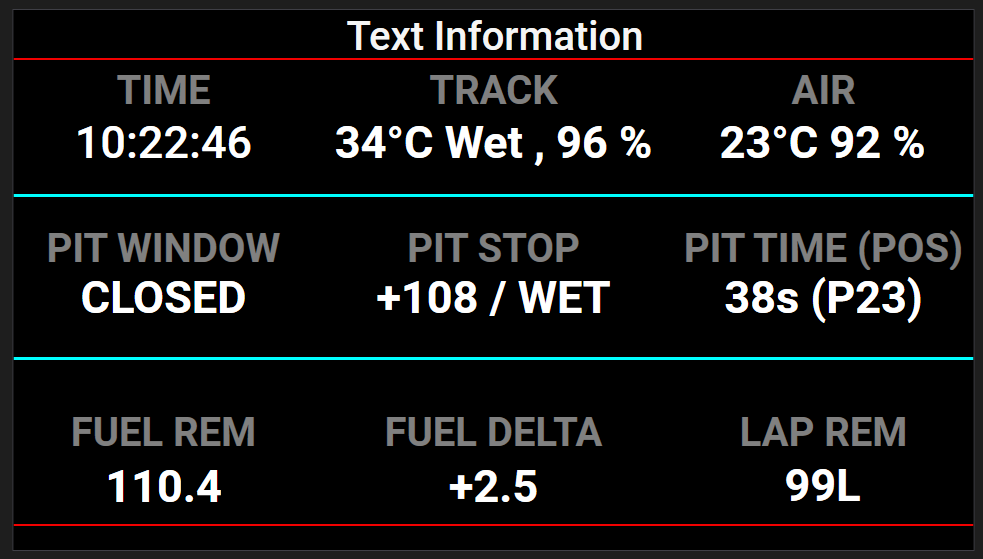 Text Information
TIME TRACK AIR
10:22:46 34°C Wet , 96 % 23°C 92 %
PIT WINDOW PIT STOP PIT TIME (POS)
CLOSED +108 / WET 38s (P23)
FUEL REM FUEL DELTA LAP REM
110.4 +2.5 99L